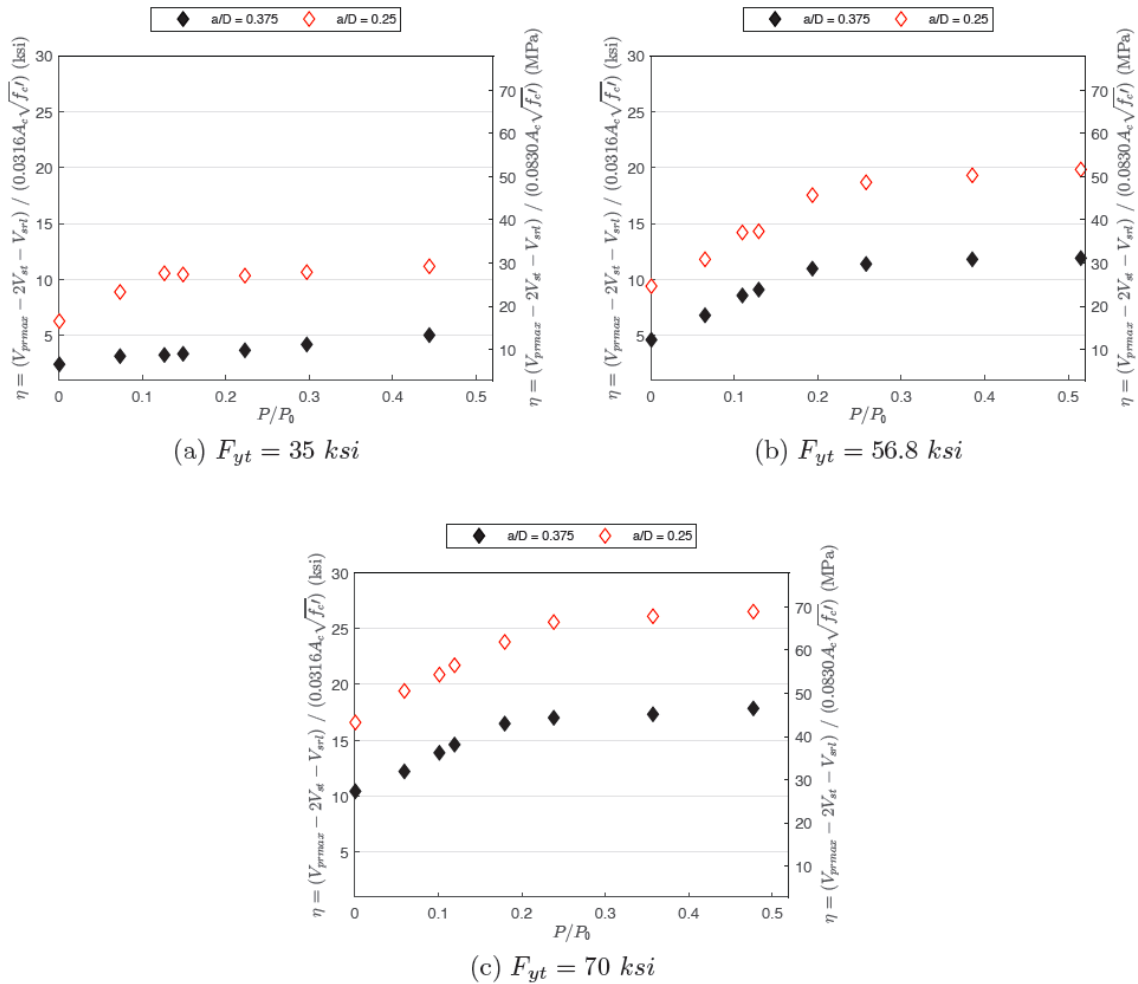 a/D = 0.375 a/D = 0.25
η = (V_prmax − 2V_st − V_srl) / (0.0316A_c√f_c′) (ksi)
30
25
20
15
10
5
η = (V_prmax − 2V_st − V_srl) / (0.0830A_c√f_c′) (MPa)
70
60
50
40
30
20
10
0 0.1 0.2 0.3 0.4 0.5
P/P₀
(a) F_yt = 35 ksi
a/D = 0.375 a/D = 0.25
η = (V_prmax − 2V_st − V_srl) / (0.0316A_c√f_c′) (ksi)
30
25
20
15
10
5
η = (V_prmax − 2V_st − V_srl) / (0.0830A_c√f_c′) (MPa)
70
60
50
40
30
20
10
0 0.1 0.2 0.3 0.4 0.5
P/P₀
(b) F_yt = 56.8 ksi
a/D = 0.375 a/D = 0.25
η = (V_prmax − 2V_st − V_srl) / (0.0316A_c√f_c′) (ksi)
30
25
20
15
10
5
η = (V_prmax − 2V_st − V_srl) / (0.0830A_c√f_c′) (MPa)
70
60
50
40
30
20
10
0 0.1 0.2 0.3 0.4 0.5
P/P₀
(c) F_yt = 70 ksi